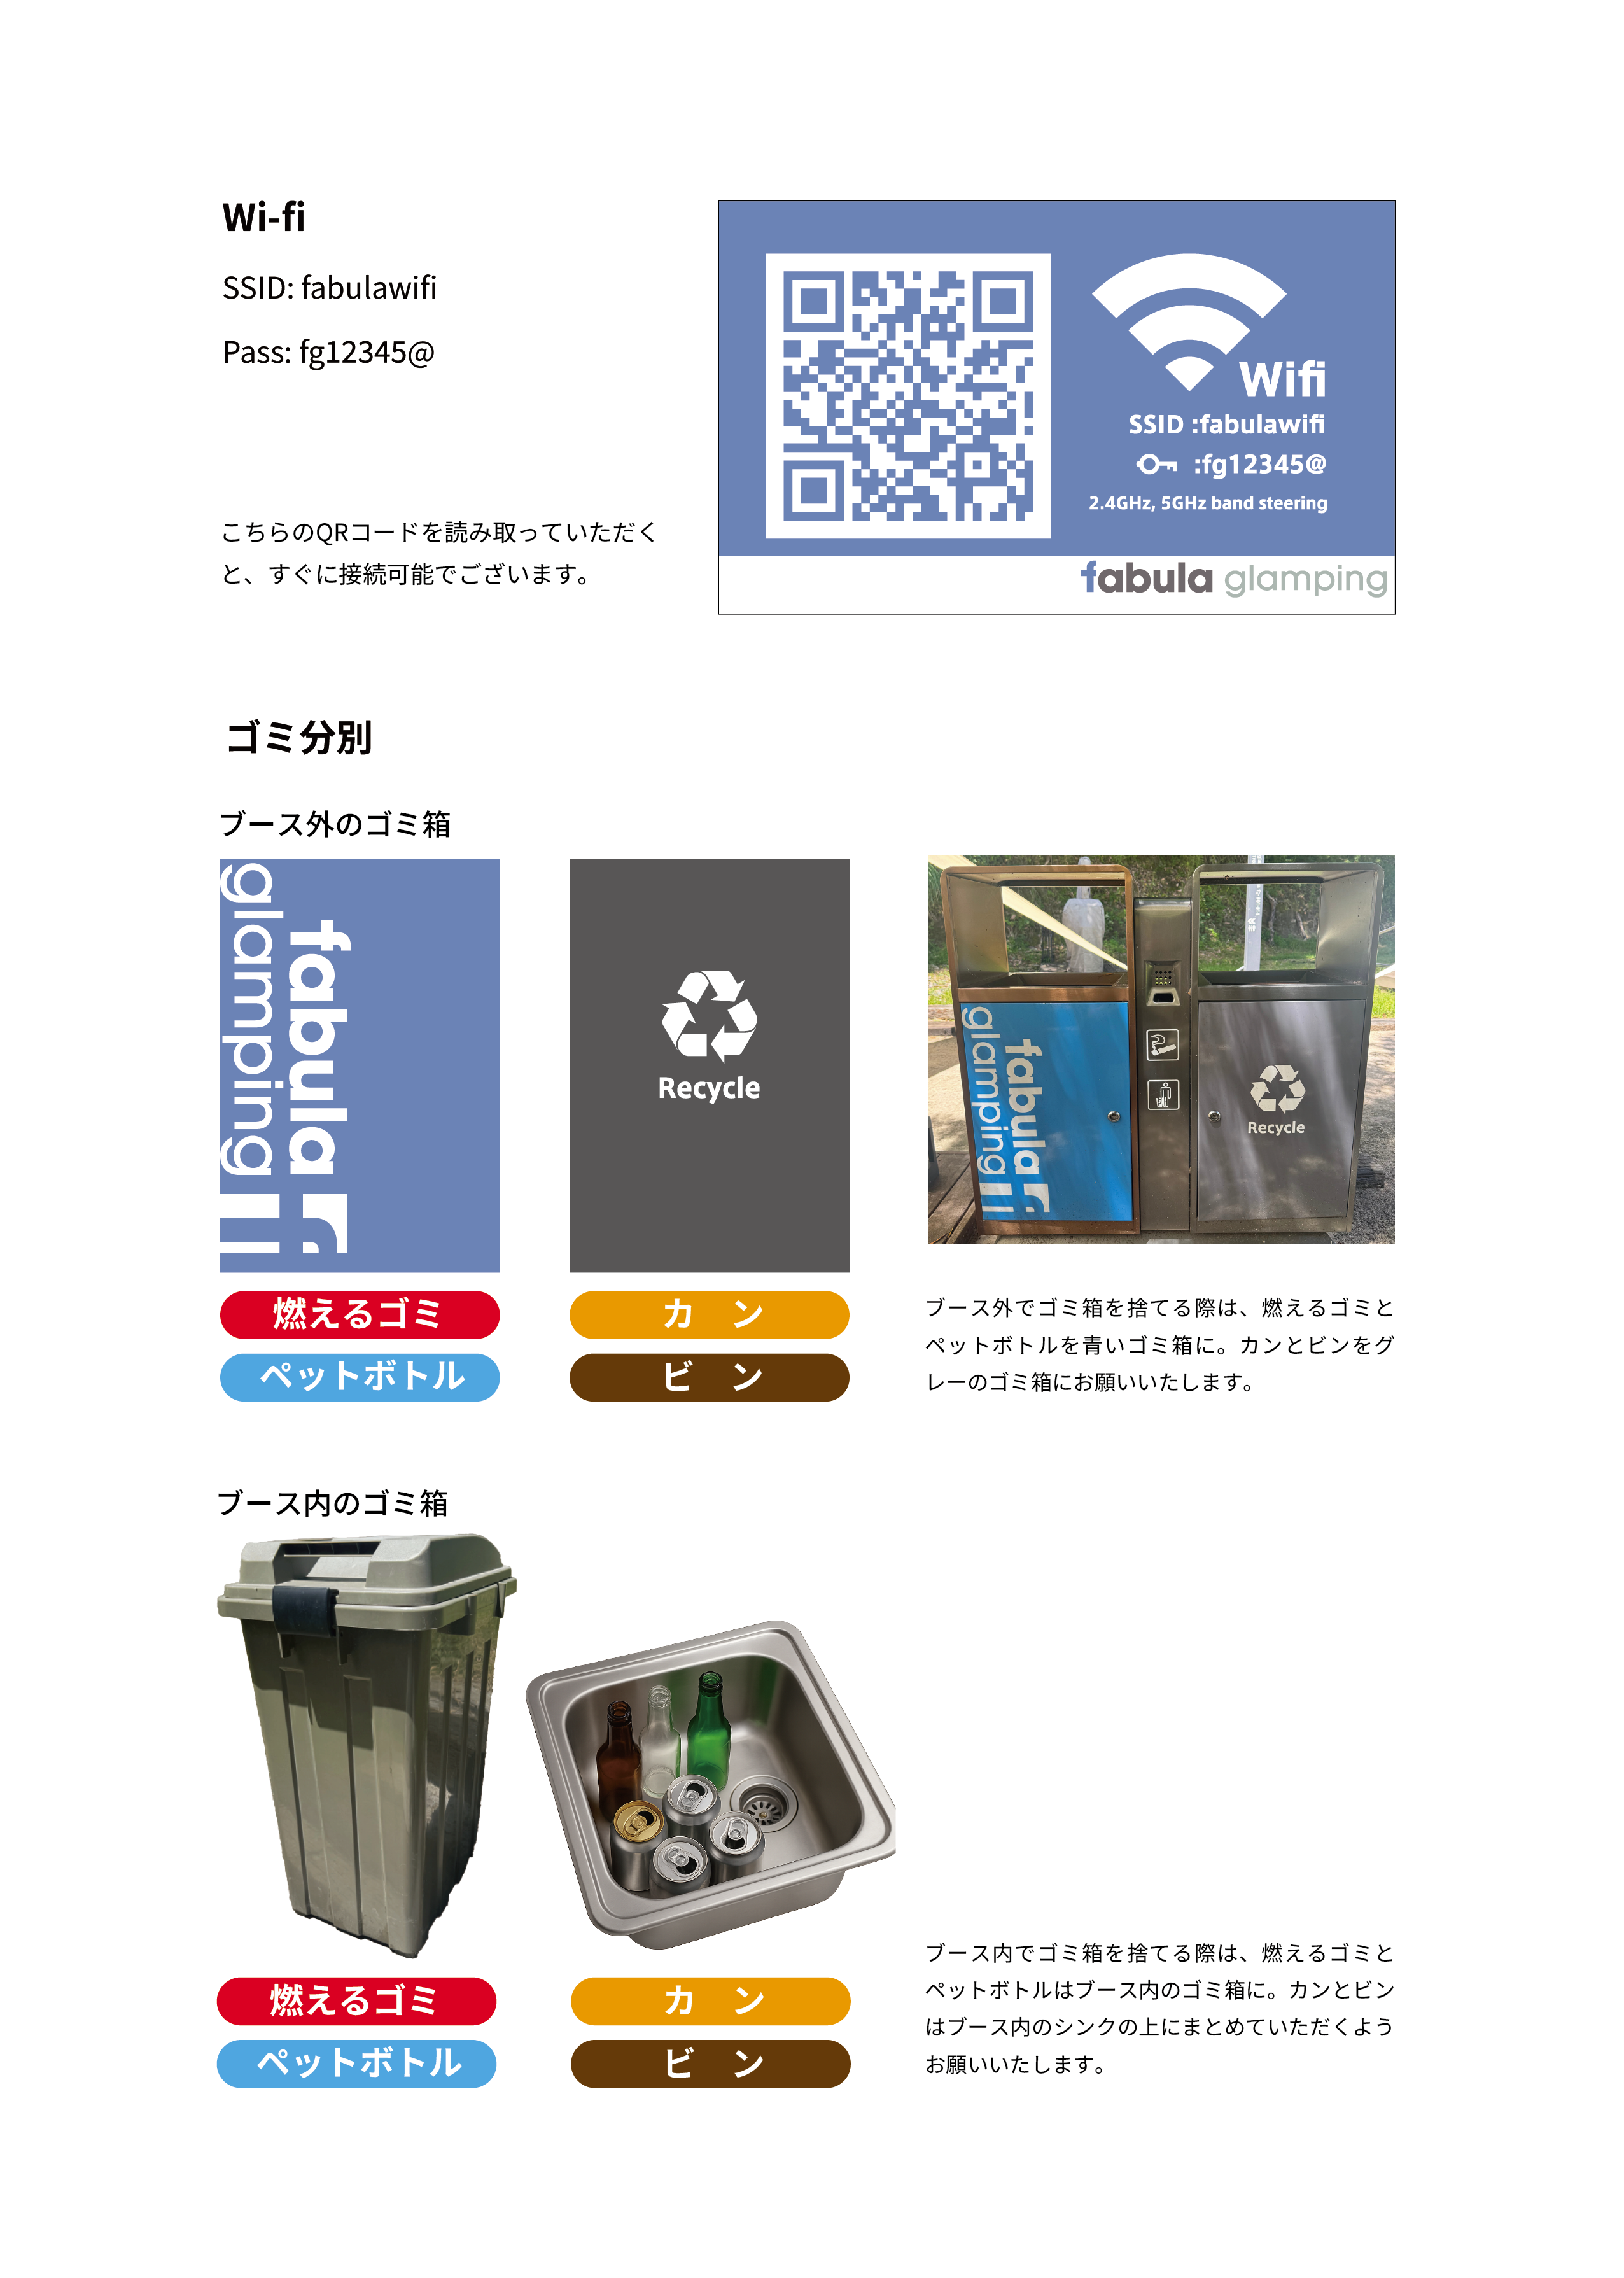 Wi-fi
SSID: fabulawifi
Pass: fg12345@
こちらのQRコードを読み取っていただく
と、すぐに接続可能でございます。
Wifi
SSID :fabulawifi
:fg12345@
2.4GHz, 5GHz band steering
fabula glamping
ゴミ分別
ブース外のゴミ箱
fabula
glamping
Recycle
fabula
glamping
Recycle
燃えるゴミ
ペットボトル
カ ン
ビ ン
ブース外でゴミ箱を捨てる際は、燃えるゴミと
ペットボトルを青いゴミ箱に。カンとビンをグ
レーのゴミ箱にお願いいたします。
ブース内のゴミ箱
燃えるゴミ
ペットボトル
カ ン
ビ ン
ブース内でゴミ箱を捨てる際は、燃えるゴミと
ペットボトルはブース内のゴミ箱に。カンとビン
はブース内のシンクの上にまとめていただくよう
お願いいたします。